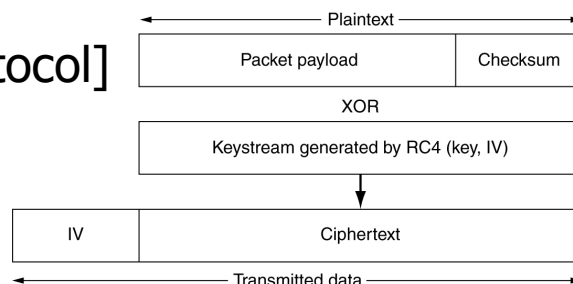 Plaintext
tocol]
Packet payload Checksum
XOR
Keystream generated by RC4 (key, IV)
IV Ciphertext
Transmitted data